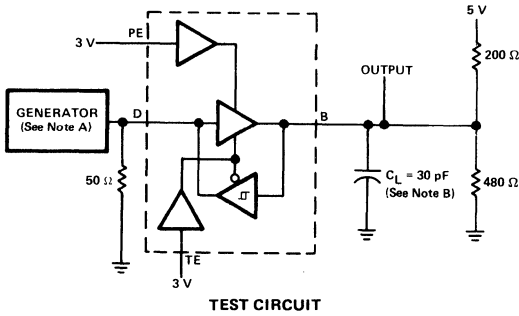 5 V
PE
3 V
200 Ω
OUTPUT
GENERATOR
(See Note A)
D
B
50 Ω
C_L = 30 pF
(See Note B)
480 Ω
TE
3 V
TEST CIRCUIT